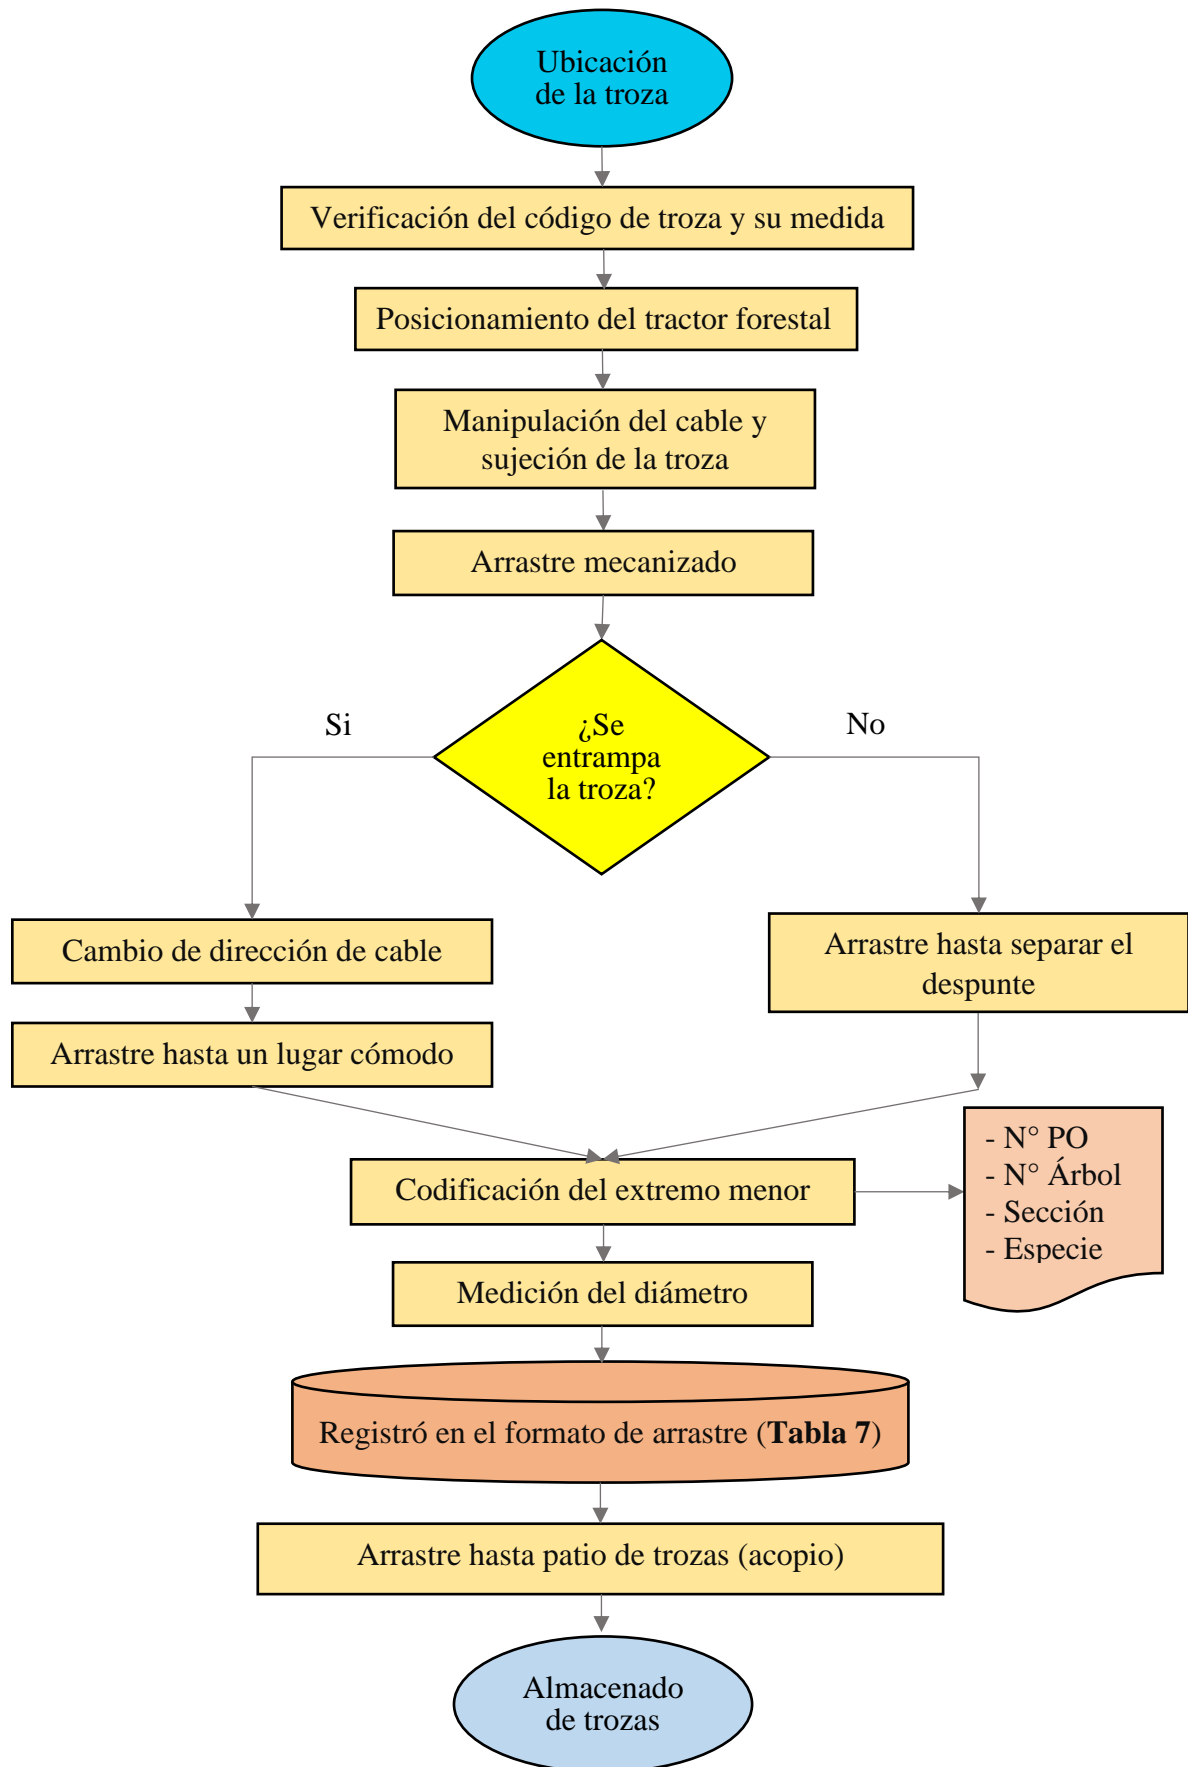 Ubicación
de la troza
Verificación del código de troza y su medida
Posicionamiento del tractor forestal
Manipulación del cable y
sujeción de la troza
Arrastre mecanizado
Si
¿Se
entrampa
la troza?
No
Cambio de dirección de cable
Arrastre hasta un lugar cómodo
Arrastre hasta separar el
despunte
Codificación del extremo menor
- N° PO
- N° Árbol
- Sección
- Especie
Medición del diámetro
Registró en el formato de arrastre (Tabla 7)
Arrastre hasta patio de trozas (acopio)
Almacenado
de trozas